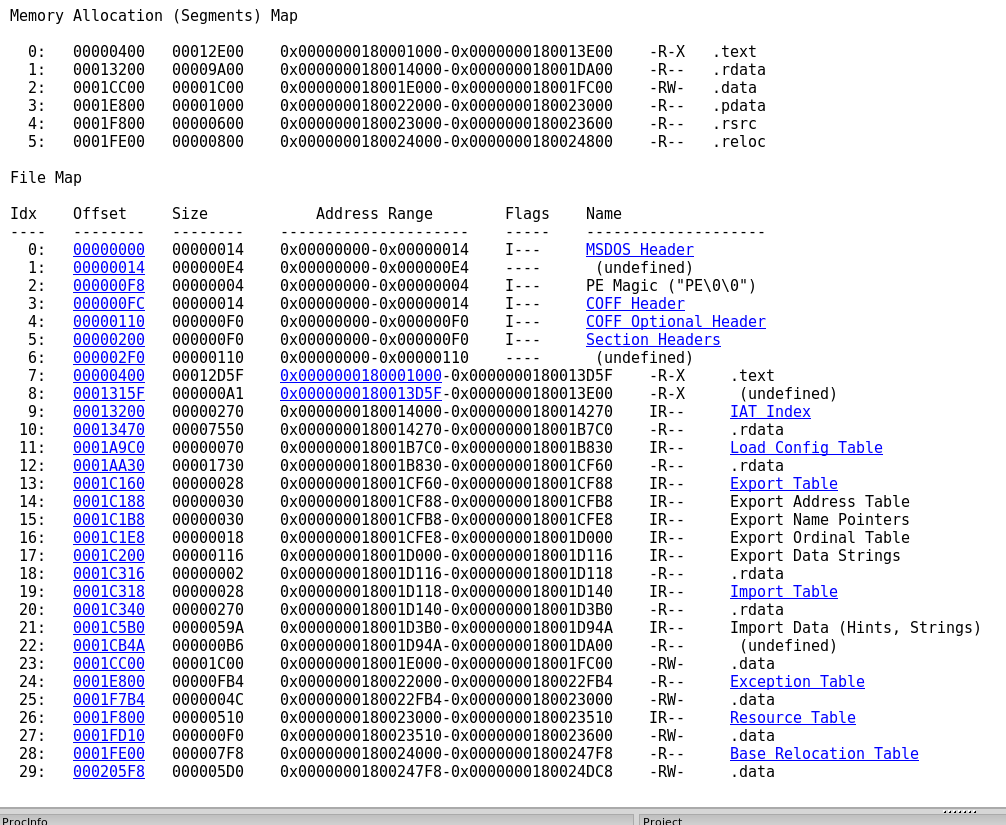 Memory Allocation (Segments) Map
0: 00000400 00012E00 0x0000000180001000-0x0000000180013E00 -R-X .text
1: 00013200 00009A00 0x0000000180014000-0x000000018001DA00 -R-- .rdata
2: 0001CC00 00001C00 0x000000018001E000-0x000000018001FC00 -RW- .data
3: 0001E800 00001000 0x0000000180022000-0x0000000180023000 -R-- .pdata
4: 0001F800 00000600 0x0000000180023000-0x0000000180023600 -R-- .rsrc
5: 0001FE00 00000800 0x0000000180024000-0x0000000180024800 -R-- .reloc
File Map
Idx Offset Size Address Range Flags Name
---- -------- -------- --------------------- ----- --------------------
0: 00000000 00000014 0x00000000-0x00000014 I--- MSDOS Header
1: 00000014 000000E4 0x00000000-0x000000E4 ---- (undefined)
2: 000000F8 00000004 0x00000000-0x00000004 I--- PE Magic ("PE\0\0")
3: 000000FC 00000014 0x00000000-0x00000014 I--- COFF Header
4: 00000110 000000F0 0x00000000-0x000000F0 I--- COFF Optional Header
5: 00000200 000000F0 0x00000000-0x000000F0 I--- Section Headers
6: 000002F0 00000110 0x00000000-0x00000110 ---- (undefined)
7: 00000400 00012D5F 0x0000000180001000-0x0000000180013D5F -R-X .text
8: 0001315F 000000A1 0x0000000180013D5F-0x0000000180013E00 -R-X (undefined)
9: 00013200 00000270 0x0000000180014000-0x0000000180014270 IR-- IAT Index
10: 00013470 00007550 0x0000000180014270-0x000000018001B7C0 -R-- .rdata
11: 0001A9C0 00000070 0x000000018001B7C0-0x000000018001B830 IR-- Load Config Table
12: 0001AA30 00001730 0x000000018001B830-0x000000018001CF60 -R-- .rdata
13: 0001C160 00000028 0x000000018001CF60-0x000000018001CF88 IR-- Export Table
14: 0001C188 00000030 0x000000018001CF88-0x000000018001CFB8 IR-- Export Address Table
15: 0001C1B8 00000030 0x000000018001CFB8-0x000000018001CFE8 IR-- Export Name Pointers
16: 0001C1E8 00000018 0x000000018001CFE8-0x000000018001D000 IR-- Export Ordinal Table
17: 0001C200 00000116 0x000000018001D000-0x000000018001D116 IR-- Export Data Strings
18: 0001C316 00000002 0x000000018001D116-0x000000018001D118 -R-- .rdata
19: 0001C318 00000028 0x000000018001D118-0x000000018001D140 IR-- Import Table
20: 0001C340 00000270 0x000000018001D140-0x000000018001D3B0 -R-- .rdata
21: 0001C5B0 0000059A 0x000000018001D3B0-0x000000018001D94A IR-- Import Data (Hints, Strings)
22: 0001CB4A 000000B6 0x000000018001D94A-0x000000018001DA00 -R-- (undefined)
23: 0001CC00 00001C00 0x000000018001E000-0x000000018001FC00 -RW- .data
24: 0001E800 00000FB4 0x0000000180022000-0x0000000180022FB4 -R-- Exception Table
25: 0001F7B4 0000004C 0x0000000180022FB4-0x0000000180023000 -RW- .data
26: 0001F800 00000510 0x0000000180023000-0x0000000180023510 IR-- Resource Table
27: 0001FD10 000000F0 0x0000000180023510-0x0000000180023600 -RW- .data
28: 0001FE00 000007F8 0x0000000180024000-0x00000001800247F8 -R-- Base Relocation Table
29: 000205F8 000005D0 0x00000001800247F8-0x0000000180024DC8 -RW- .data
ProcInfo Project